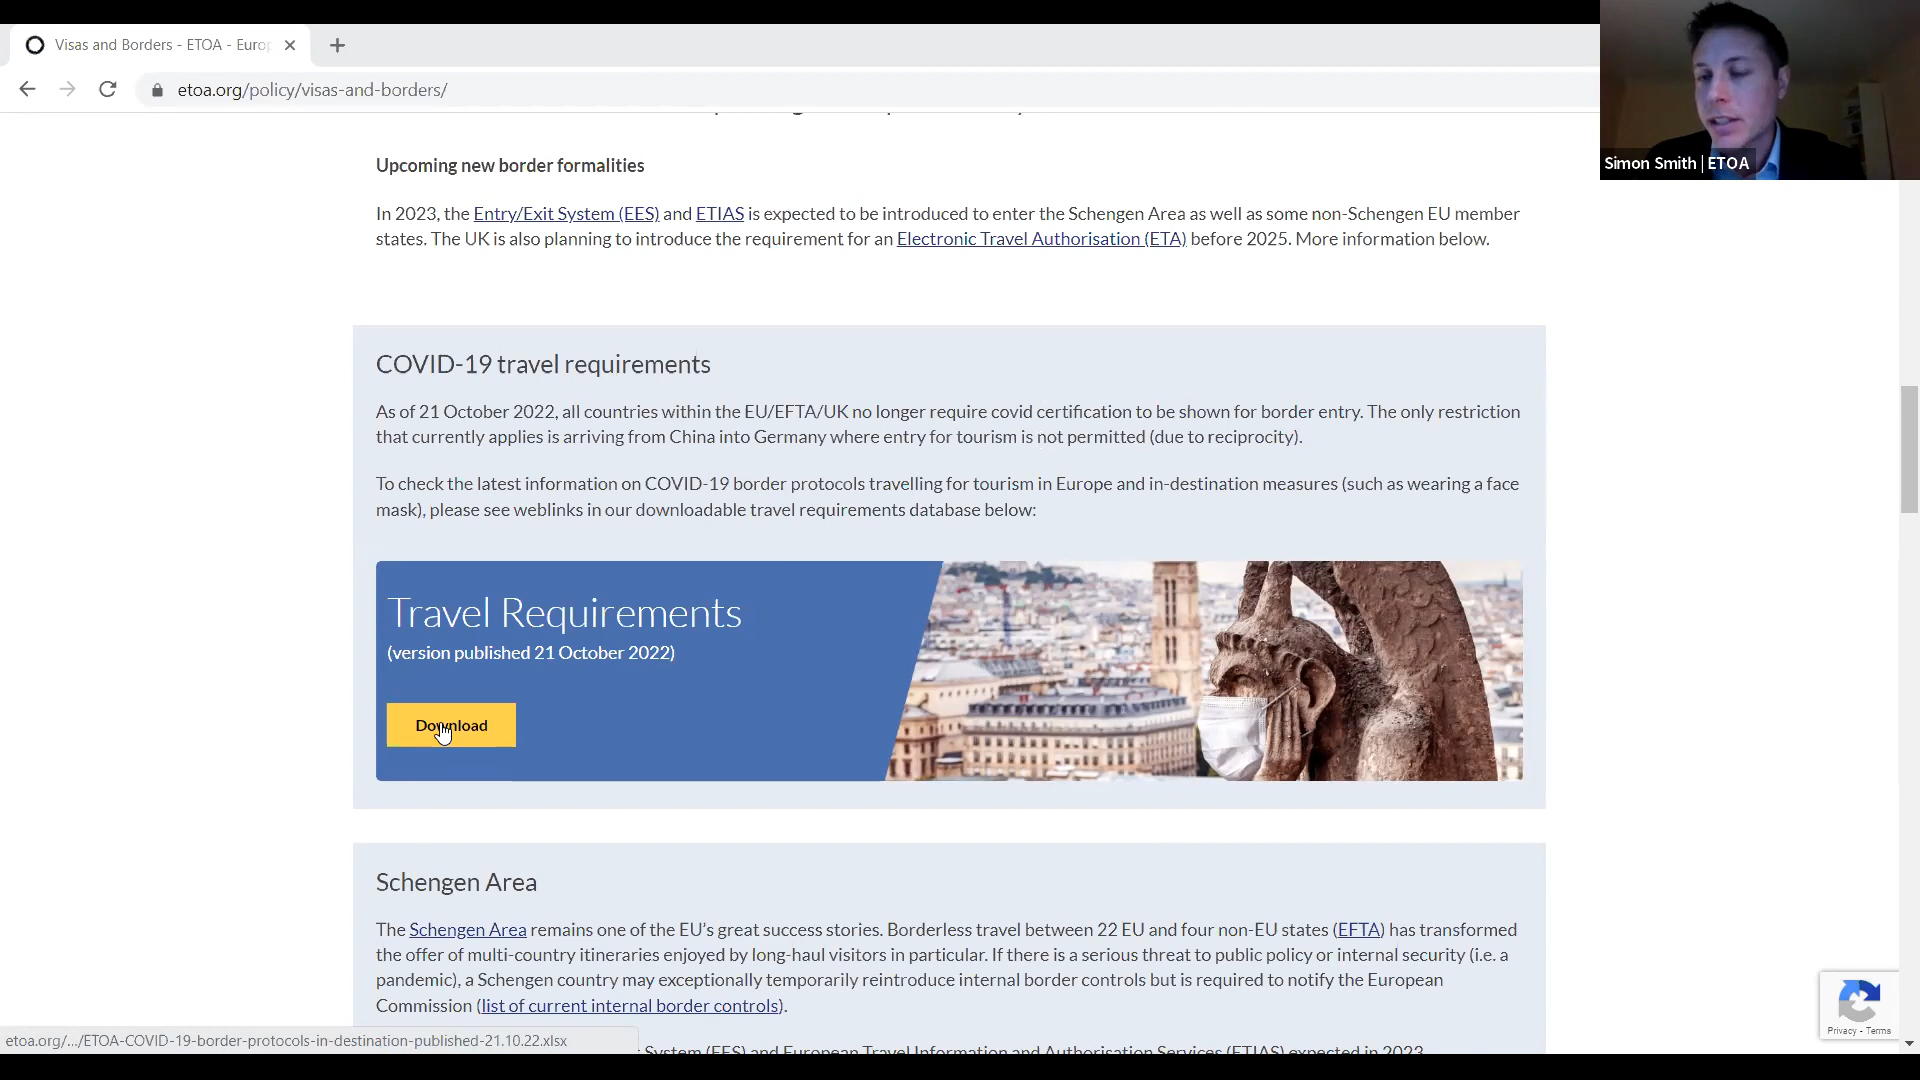 Visas and Borders - ETOA - Euro
etoa.org/policy/visas-and-borders/
Simon Smith | ETOA
Upcoming new border formalities
In 2023, the Entry/Exit System (EES) and ETIAS is expected to be introduced to enter the Schengen Area as well as some non-Schengen EU member
states. The UK is also planning to introduce the requirement for an Electronic Travel Authorisation (ETA) before 2025. More information below.
COVID-19 travel requirements
As of 21 October 2022, all countries within the EU/EFTA/UK no longer require covid certification to be shown for border entry. The only restriction
that currently applies is arriving from China into Germany where entry for tourism is not permitted (due to reciprocity).
To check the latest information on COVID-19 border protocols travelling for tourism in Europe and in-destination measures (such as wearing a face
mask), please see weblinks in our downloadable travel requirements database below:
Travel Requirements
(version published 21 October 2022)
Download
Schengen Area
The Schengen Area remains one of the EU's great success stories. Borderless travel between 22 EU and four non-EU states (EFTA) has transformed
the offer of multi-country itineraries enjoyed by long-haul visitors in particular. If there is a serious threat to public policy or internal security (i.e. a
pandemic), a Schengen country may exceptionally temporarily reintroduce internal border controls but is required to notify the European
Commission (list of current internal border controls).
Privacy - Terms
etoa.org/.../ETOA-COVID-19-border-protocols-in-destination-published-21.10.22.xlsx
System (EES) and European Travel Information and Authorisation Services (ETIAS) expected in 2023